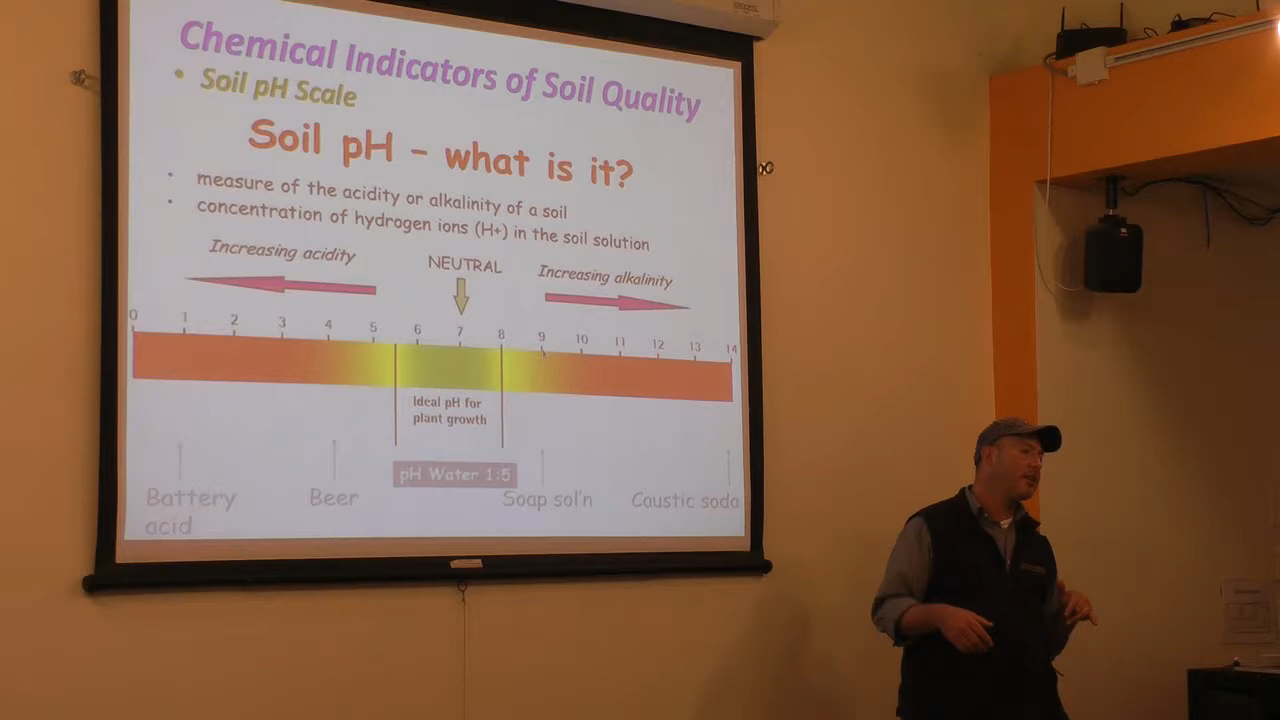 Chemical Indicators of Soil Quality
• Soil pH Scale
Soil pH – what is it?
• measure of the acidity or alkalinity of a soil
• concentration of hydrogen ions (H+) in the soil solution
Increasing acidity
NEUTRAL
Increasing alkalinity
0 1 2 3 4 5 6 7 8 9 10 11 12 13 14
Ideal pH for
plant growth
pH Water 1:5
Battery
acid
Beer
Soap sol'n
Caustic soda